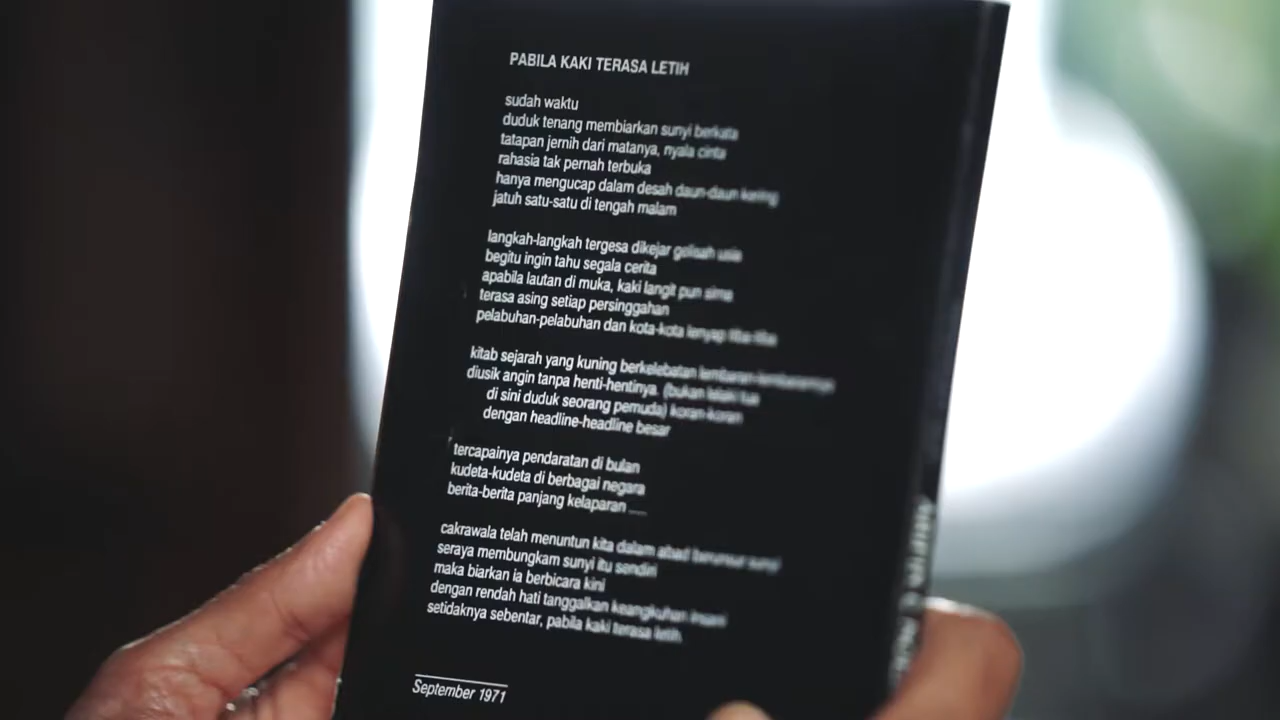 PABILA KAKI TERASA LETIH
sudah waktu
duduk tenang membiarkan sunyi berkata
tatapan jernih dari matanya, nyala cinta
rahasia tak pernah terbuka
hanya mengucap dalam desah daun-daun kering
jatuh satu-satu di tengah malam
langkah-langkah tergesa dikejar gelisah usia
begitu ingin tahu segala cerita
apabila lautan di muka, kaki langit pun sirna
terasa asing setiap persinggahan
pelabuhan-pelabuhan dan kota-kota lenyap tiba-tiba
kitab sejarah yang kuning berkelebatan lembaran-lembarannya
diusik angin tanpa henti-hentinya. (bukan lelaki tua
di sini duduk seorang pemuda) koran-koran
dengan headline-headline besar
tercapainya pendaratan di bulan
kudeta-kudeta di berbagai negara
berita-berita panjang kelaparan ....
cakrawala telah menuntun kita dalam abad berunsur sunyi
seraya membungkam sunyi itu sendiri
maka biarkan ia berbicara kini
dengan rendah hati tanggalkan keangkuhan insani
setidaknya sebentar, pabila kaki terasa letih.
September 1971